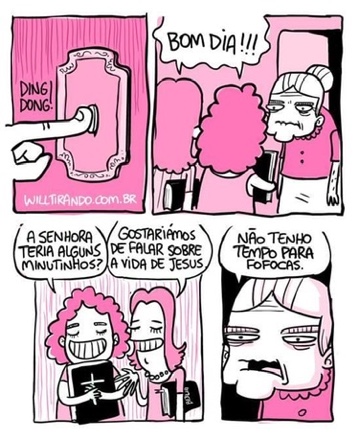 DING
DONG!
WILLTIRANDO.COM.BR
BOM DIA!!!
A SENHORA
TERIA ALGUNS
MINUTINHOS?
GOSTARIÁMOS
DE FALAR SOBRE
A VIDA DE JESUS.
NÃO TENHO
TEMPO PARA
FOFOCAS.